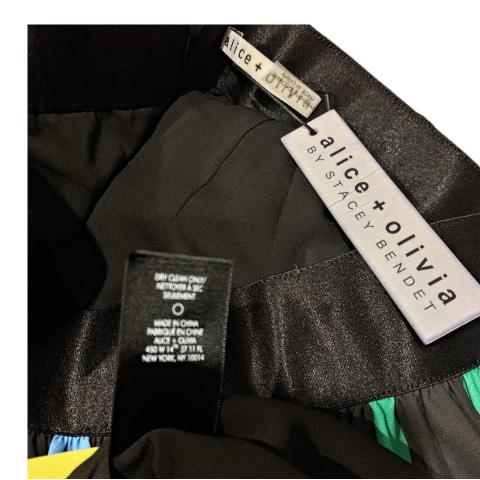 alice +
olivia
alice + olivia
BY STACEY BENDET
DRY CLEAN ONLY
NETTOYER A SEC
SEULEMENT
MADE IN CHINA
FABRIQUE EN CHINE
ALICE + OLIVIA
450 W 14TH ST 11 FL
NEW YORK, NY 10014